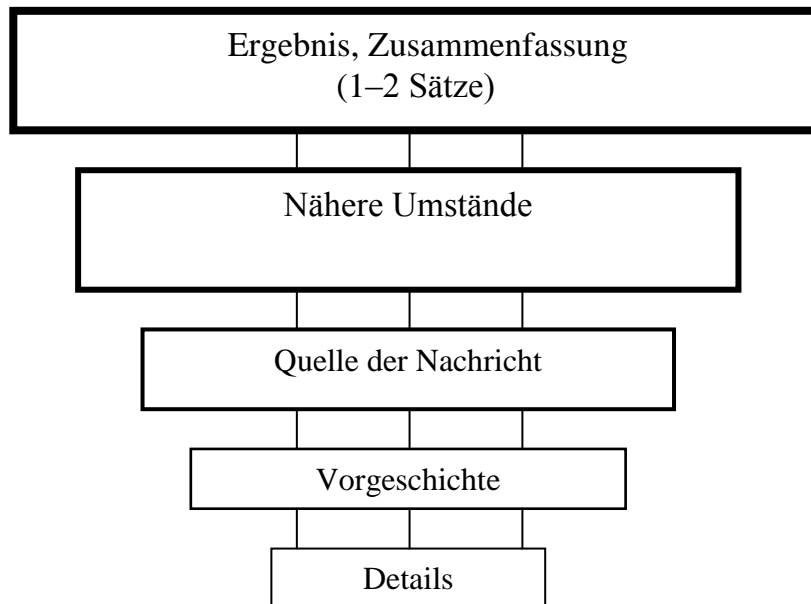 Ergebnis, Zusammenfassung
(1–2 Sätze)
Nähere Umstände
Quelle der Nachricht
Vorgeschichte
Details